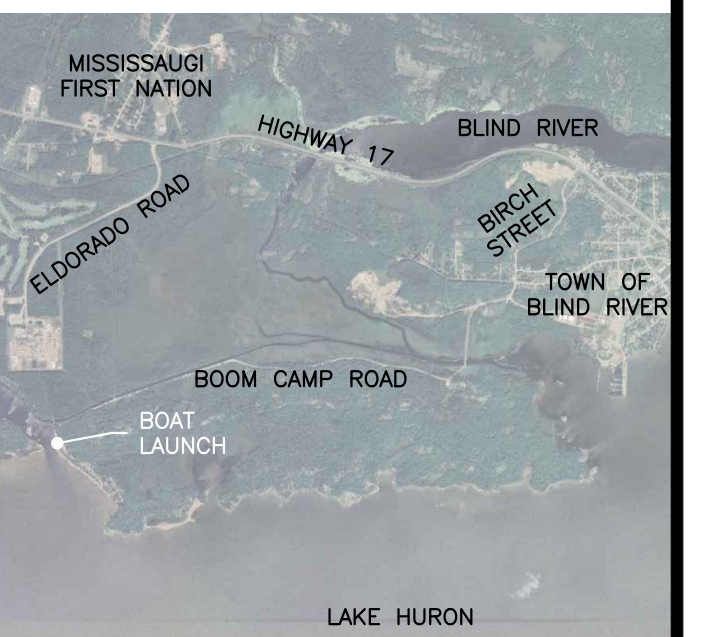 MISSISSAUGI
FIRST NATION
HIGHWAY 17
BLIND RIVER
ELDORADO ROAD
BIRCH
STREET
TOWN OF
BLIND RIVER
BOOM CAMP ROAD
BOAT
LAUNCH
LAKE HURON